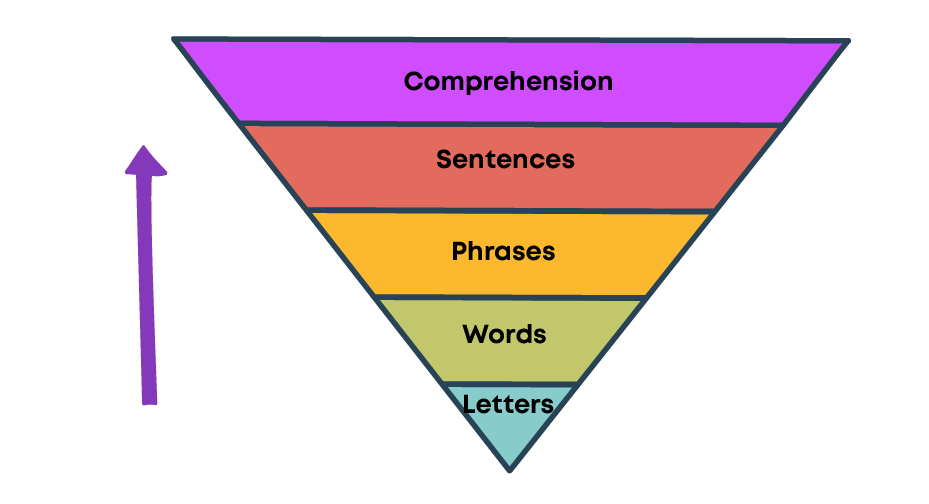 Comprehension
Sentences
Phrases
Words
Letters